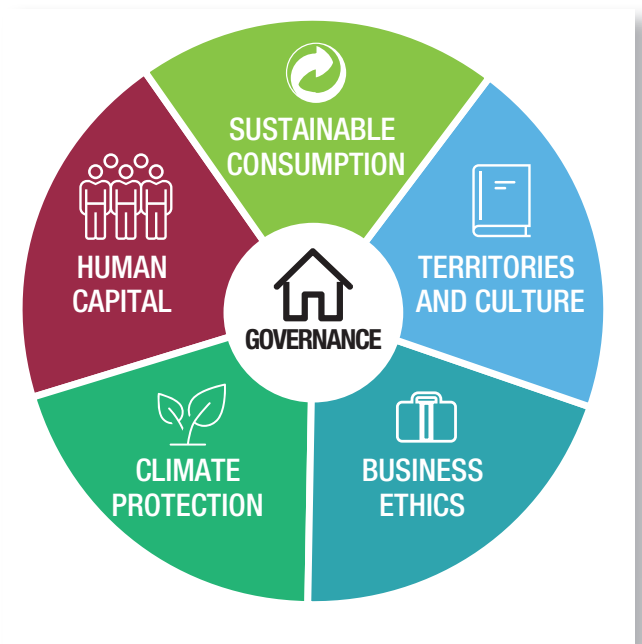 SUSTAINABLE
CONSUMPTION
HUMAN
CAPITAL
TERRITORIES
AND CULTURE
GOVERNANCE
CLIMATE
PROTECTION
BUSINESS
ETHICS